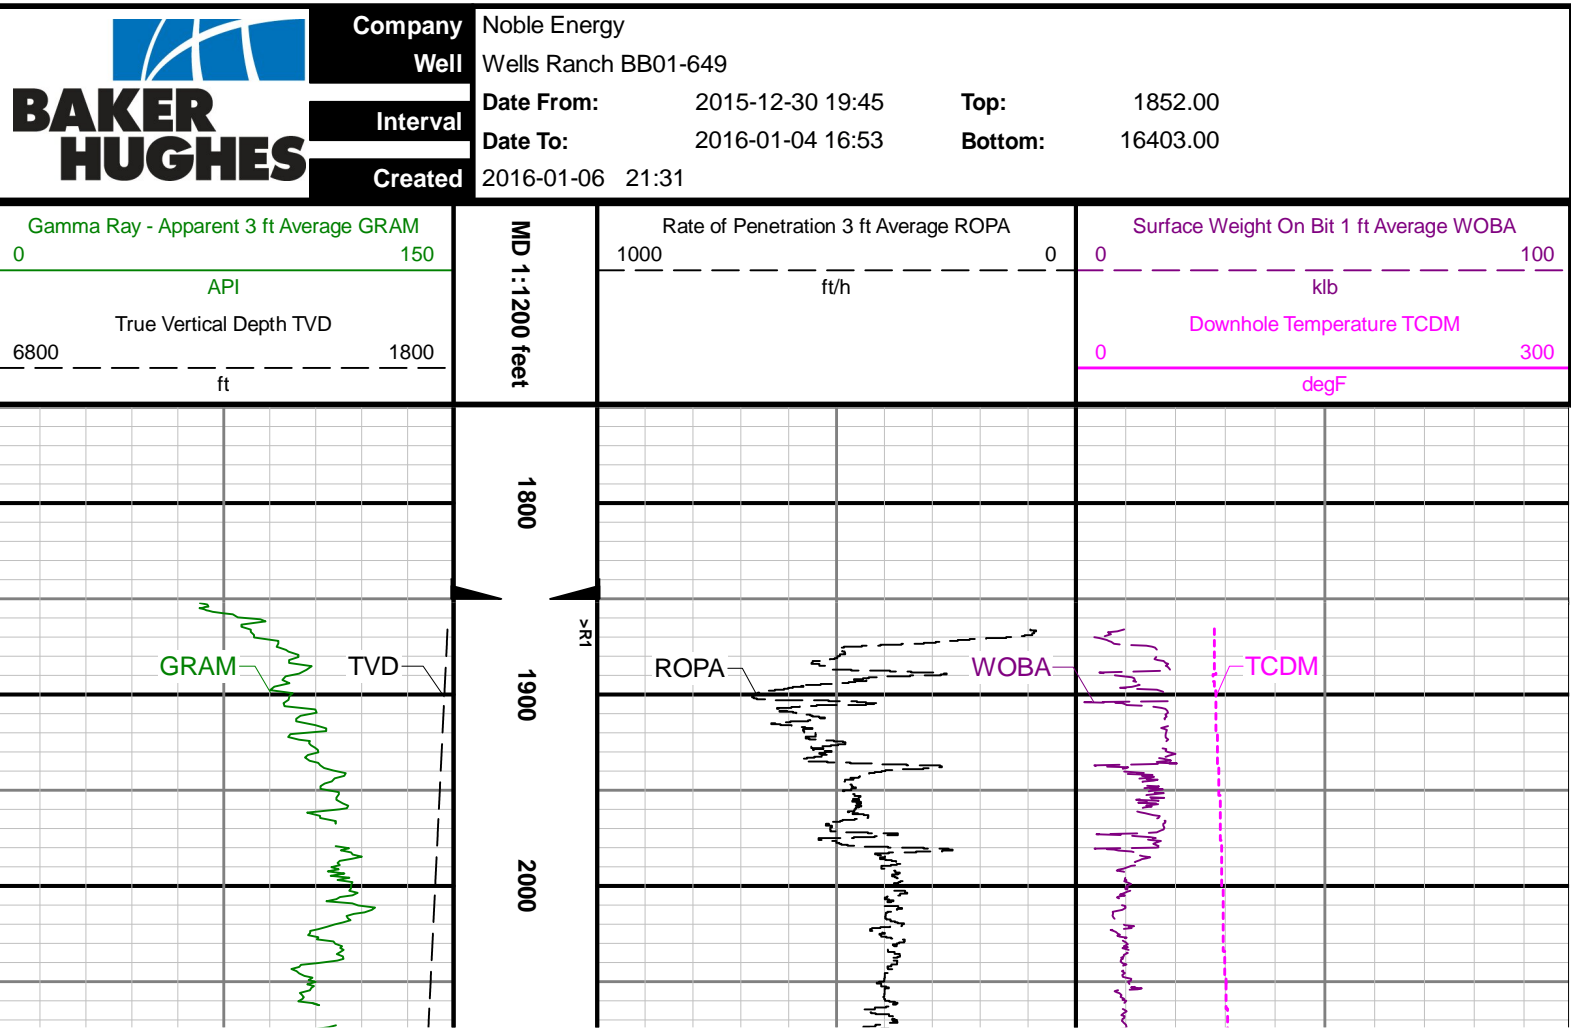 BAKER
HUGHES
Company Noble Energy
Well Wells Ranch BB01-649
Interval
Date From: 2015-12-30 19:45 Top: 1852.00
Date To: 2016-01-04 16:53 Bottom: 16403.00
Created 2016-01-06 21:31
Gamma Ray - Apparent 3 ft Average GRAM
0 150
API
True Vertical Depth TVD
6800 1800
ft
MD 1:1200 feet
Rate of Penetration 3 ft Average ROPA
1000 0
ft/h
Surface Weight On Bit 1 ft Average WOBA
0 100
klb
Downhole Temperature TCDM
0 300
degF
1800
>R1
GRAM TVD 1900 ROPA WOBA TCDM
2000